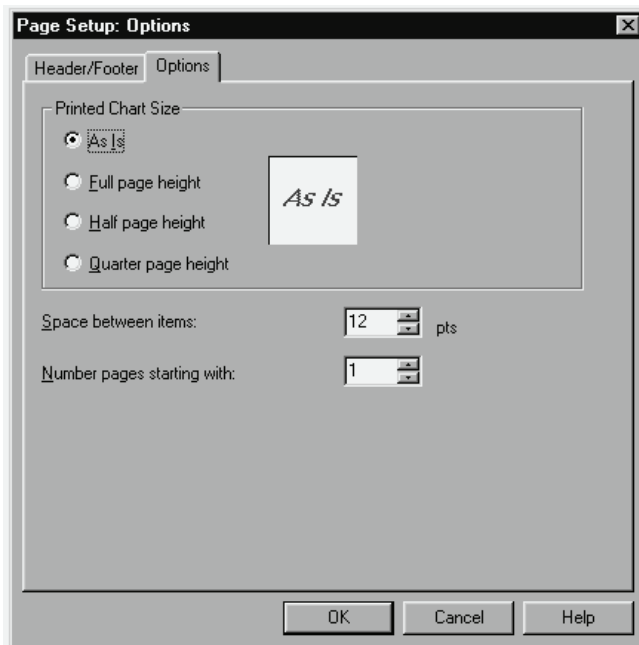 Page Setup: Options
Header/Footer Options
Printed Chart Size
As Is
Full page height
As Is
Half page height
Quarter page height
Space between items: 12 pts
Number pages starting with: 1
OK Cancel Help